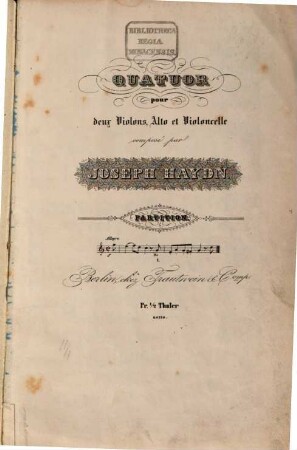 BIBLIOTHECA
REGIA
MONACENSIS.
QUATUOR
pour
deux Violons, Alto et Violoncelle
composé par
JOSEPH HAYDN.
PARTITION.
Allegro
Berlin, chez Trautwein & Comp.
Pr. 1/2 Thaler